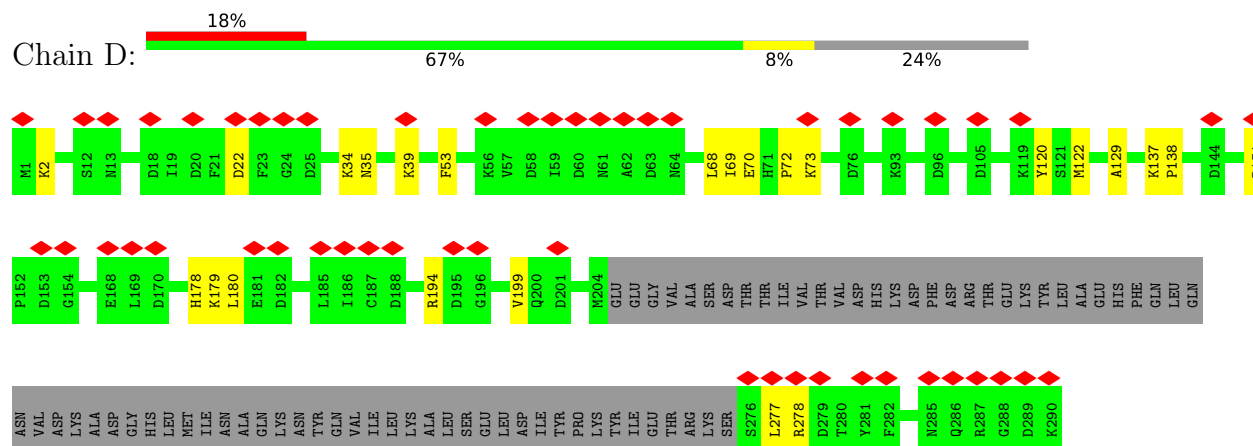 18%
Chain D:
67% 8% 24%
M1 K2 S12 N13 D18 I19 D20 F21 D22 F23 G24 D25 K34 N35 K39 F53 K56 V57 D58 I59 D60 N61 A62 D63 N64 L68 I69 E70 H71 P72 K73 D76 K93 D96 D105 K119 Y120 S121 M122 A129 K137 P138 D144
P152 D153 G154 E168 L169 D170 H178 K179 L180 E181 D182 L185 I186 C187 D188 R194 D195 G196 V199 Q200 D201 M204 GLU GLU GLY VAL ALA SER ASP THR THR ILE VAL THR VAL ASP HIS LYS ASP PHE ASP ARG THR GLU LYS TYR LEU ALA GLU HIS PHE GLN LEU GLN
ASN VAL ASP LYS ALA ASP GLY HIS LEU MET ILE ASN ALA GLN LYS ASN TYR GLN VAL ILE LEU LYS ALA LEU SER GLU LEU ASP ILE TYR PRO LYS TYR ILE GLU THR ARG LYS SER S276 L277 R278 D279 T280 Y281 F282 N285 Q286 R287 G288 D289 K290